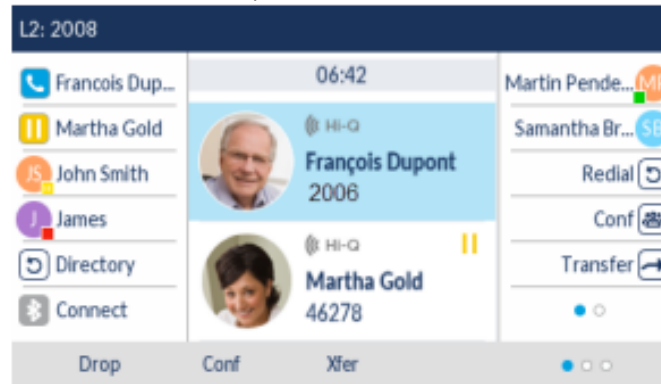 L2: 2008
Francois Dup...
Martha Gold
JS John Smith
J James
Directory
Connect
06:42
Hi-Q
François Dupont
2006
Hi-Q
Martha Gold
46278
Martin Pende... MP
Samantha Br... SB
Redial
Conf
Transfer
Drop Conf Xfer